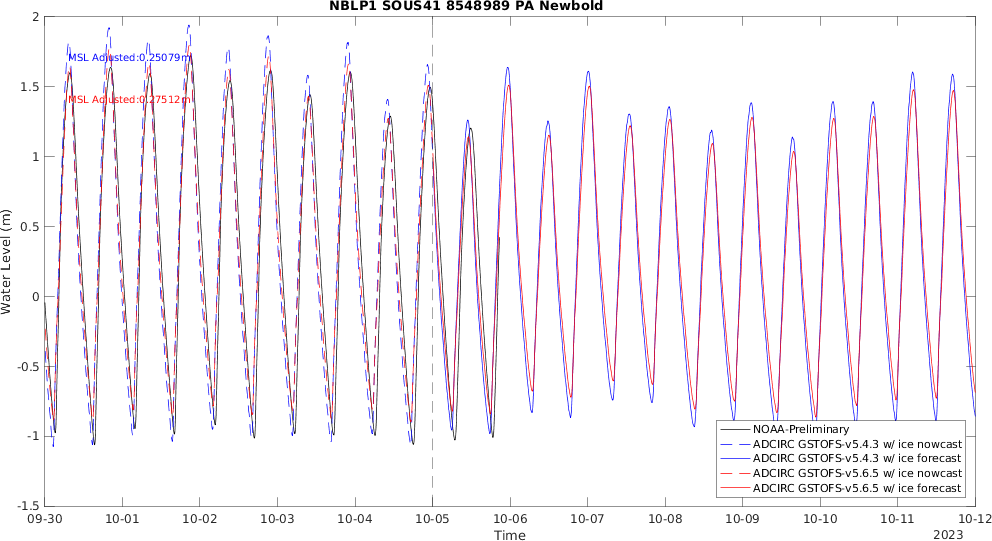 NBLP1 SOUS41 8548989 PA Newbold
2
1.5
1
0.5
0
-0.5
-1
-1.5
Water Level (m)
MSL Adjusted:0.25079m
MSL Adjusted:0.27512m
NOAA-Preliminary
ADCIRC GSTOFS-v5.4.3 w/ ice nowcast
ADCIRC GSTOFS-v5.4.3 w/ ice forecast
ADCIRC GSTOFS-v5.6.5 w/ ice nowcast
ADCIRC GSTOFS-v5.6.5 w/ ice forecast
09-30 10-01 10-02 10-03 10-04 10-05 10-06 10-07 10-08 10-09 10-10 10-11 10-12
Time
2023